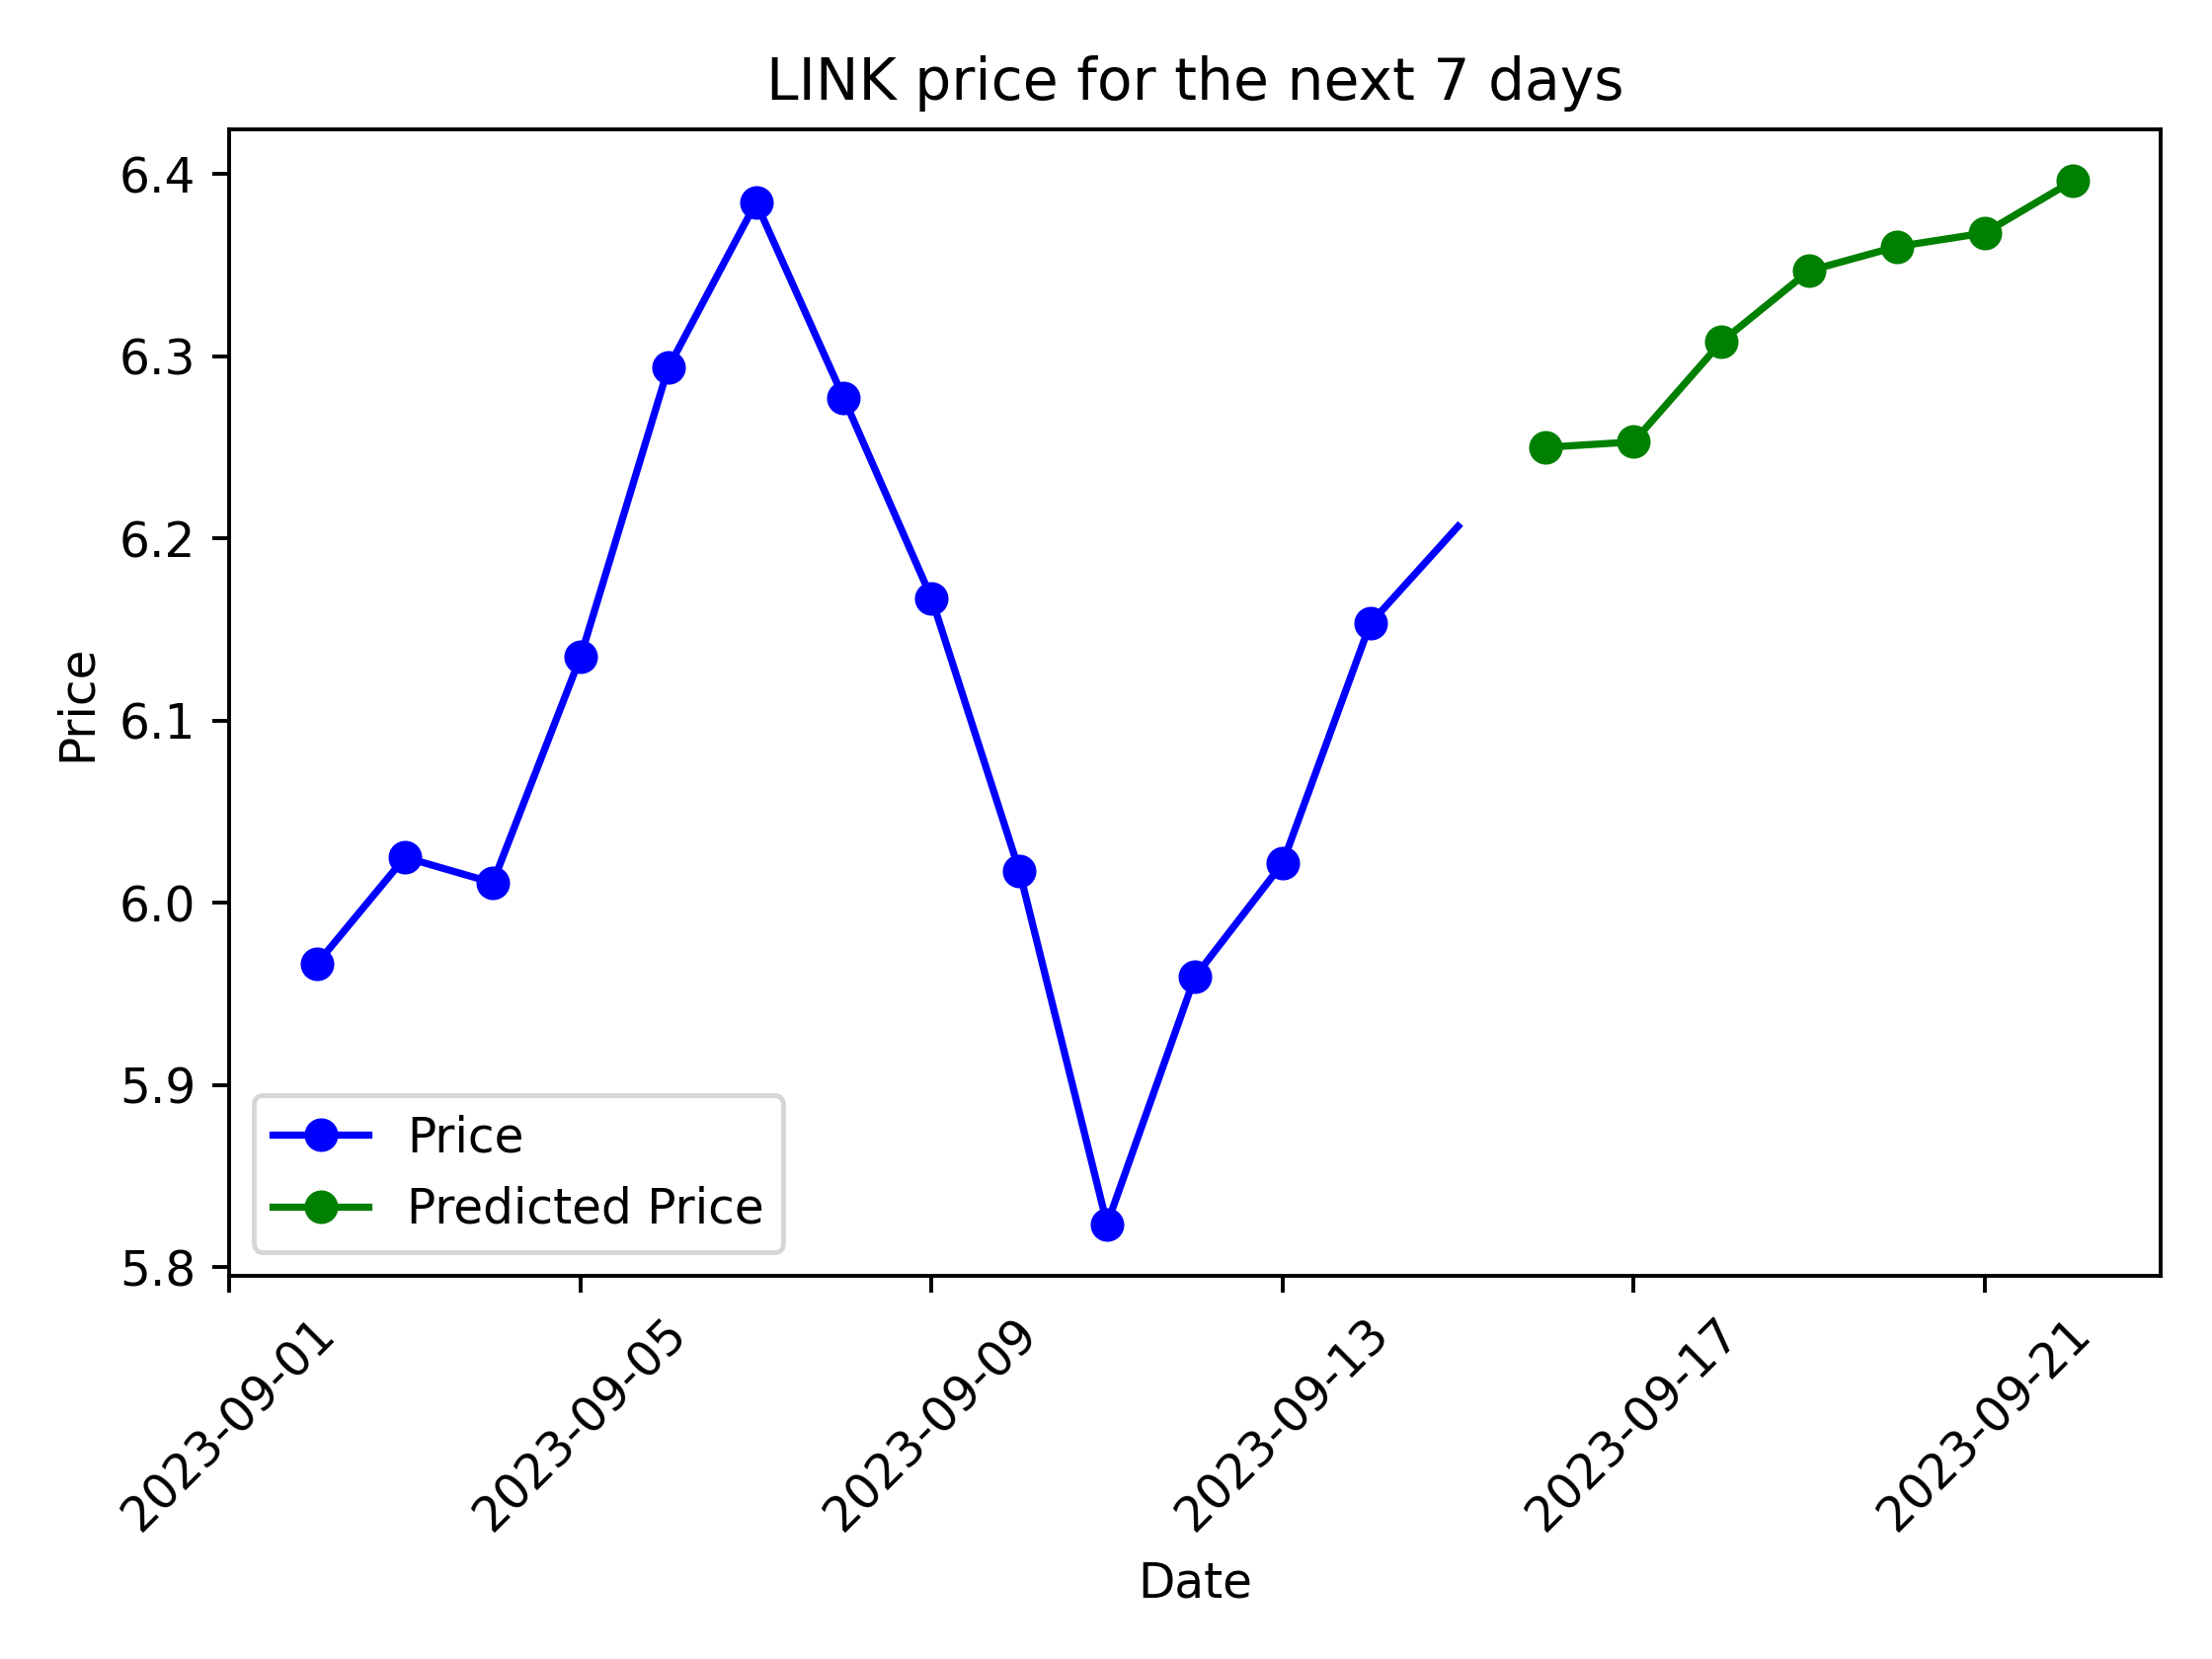 LINK price for the next 7 days
6.4
6.3
6.2
6.1
6.0
5.9
5.8
Price
Price
Predicted Price
2023-09-01
2023-09-05
2023-09-09
2023-09-13
2023-09-17
2023-09-21
Date